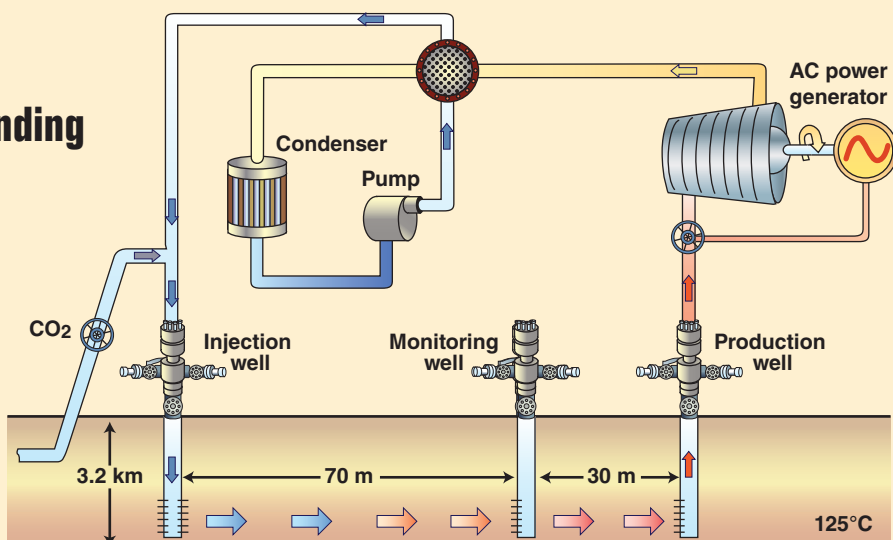 nding
AC power
generator
Condenser
Pump
CO2
Injection
well
Monitoring
well
Production
well
3.2 km
70 m
30 m
125°C